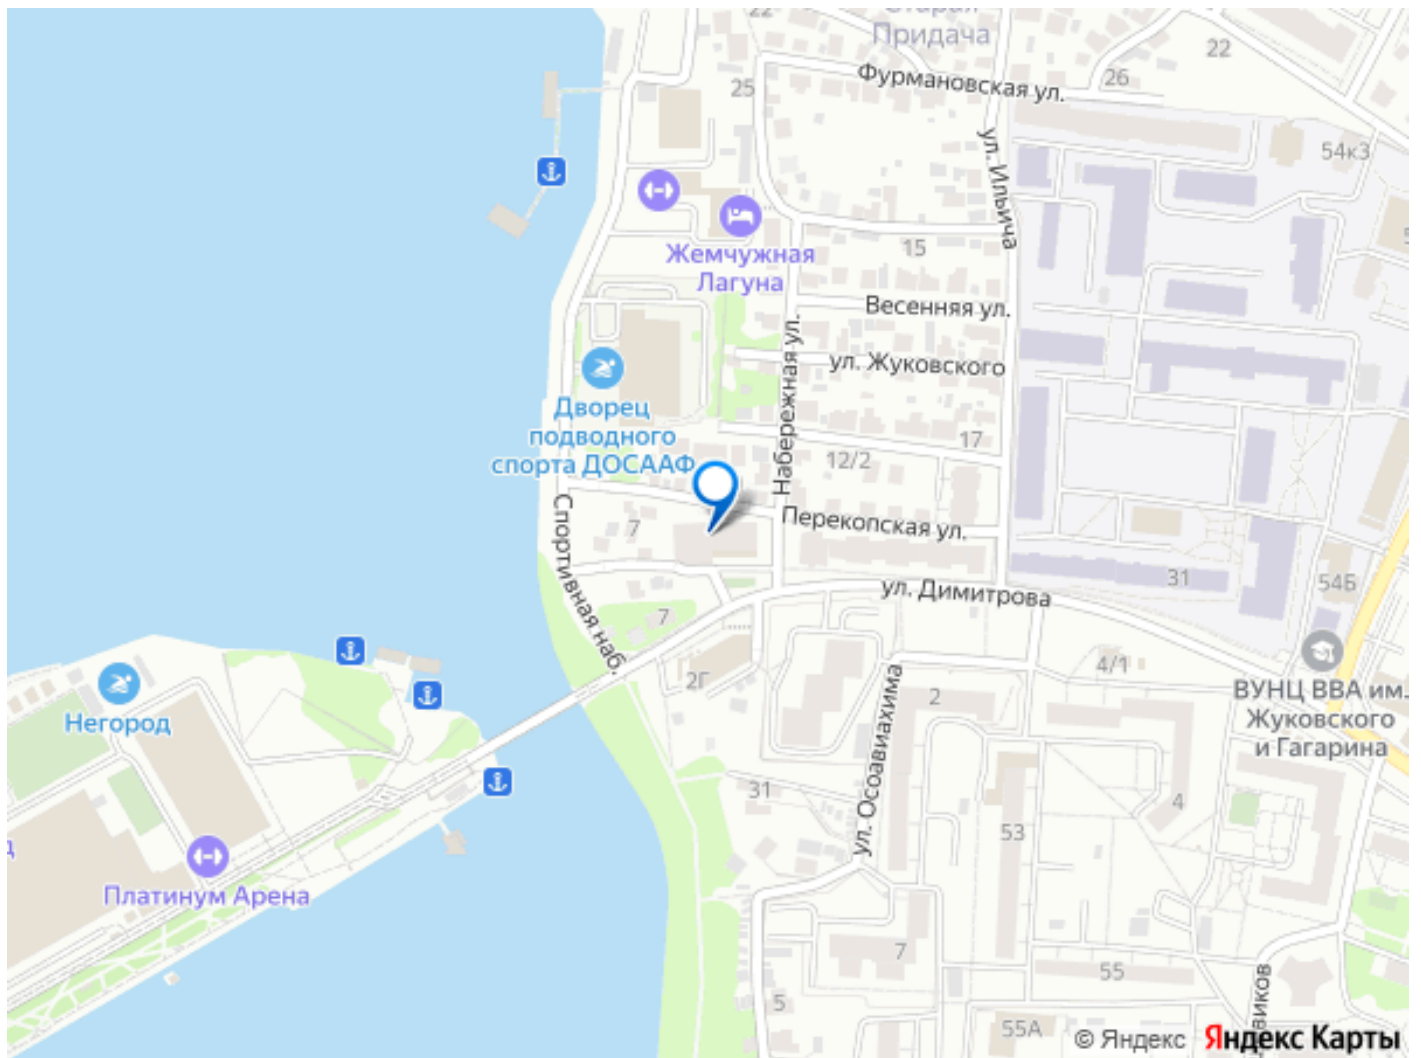 22
Старая
Придача
22
Фурмановская ул.
26
25
ул. Ильича
54к3
15
Жемчужная
Лагуна
Весенняя ул.
ул. Жуковского
Набережная ул.
Дворец
подводного
спорта ДОСААФ
17
12/2
Перекопская ул.
Спортивная наб.
7
ул. Димитрова
31
54Б
7
2Г
4/1
2
ВУНЦ ВВА им.
Жуковского
и Гагарина
Негород
ул. Осоавиахима
31
4
53
Платинум Арена
7
55
5
55А
© Яндекс
Яндекс Карты